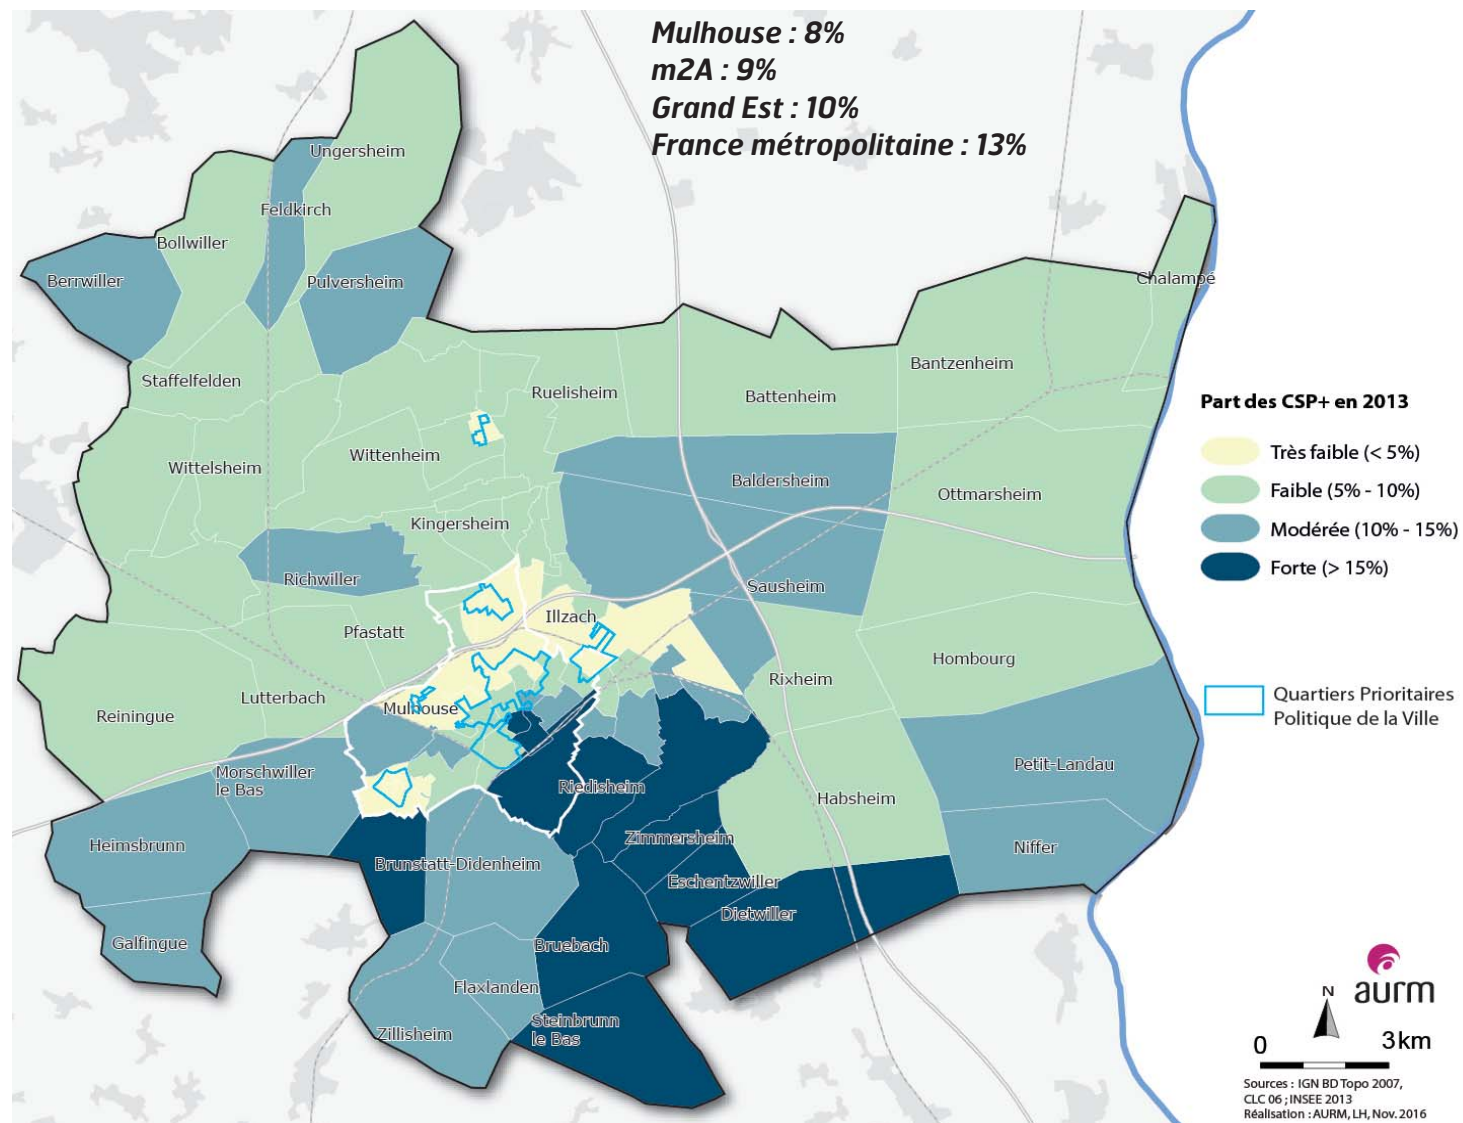 Mulhouse : 8%
m2A : 9%
Grand Est : 10%
France métropolitaine : 13%
Ungersheim
Feldkirch
Bollwiller
Berrwiller
Pulversheim
Chalampé
Bantzenheim
Staffelfelden
Ruelisheim
Battenheim
Wittenheim
Wittelsheim
Baldersheim
Ottmarsheim
Kingersheim
Richwiller
Sausheim
Illzach
Pfastatt
Hombourg
Rixheim
Lutterbach
Mulhouse
Reiningue
Morschwiller
le Bas
Petit-Landau
Riedisheim
Habsheim
Zimmersheim
Heimsbrunn
Niffer
Brunstatt-Didenheim
Eschentzwiller
Dietwiller
Galfingue
Bruebach
Flaxlanden
Steinbrunn
le Bas
Zillisheim
Part des CSP+ en 2013
Très faible (< 5%)
Faible (5% - 10%)
Modérée (10% - 15%)
Forte (> 15%)
Quartiers Prioritaires
Politique de la Ville
aurm
N
0 3km
Sources : IGN BD Topo 2007,
CLC 06 ; INSEE 2013
Réalisation : AURM, LH, Nov. 2016